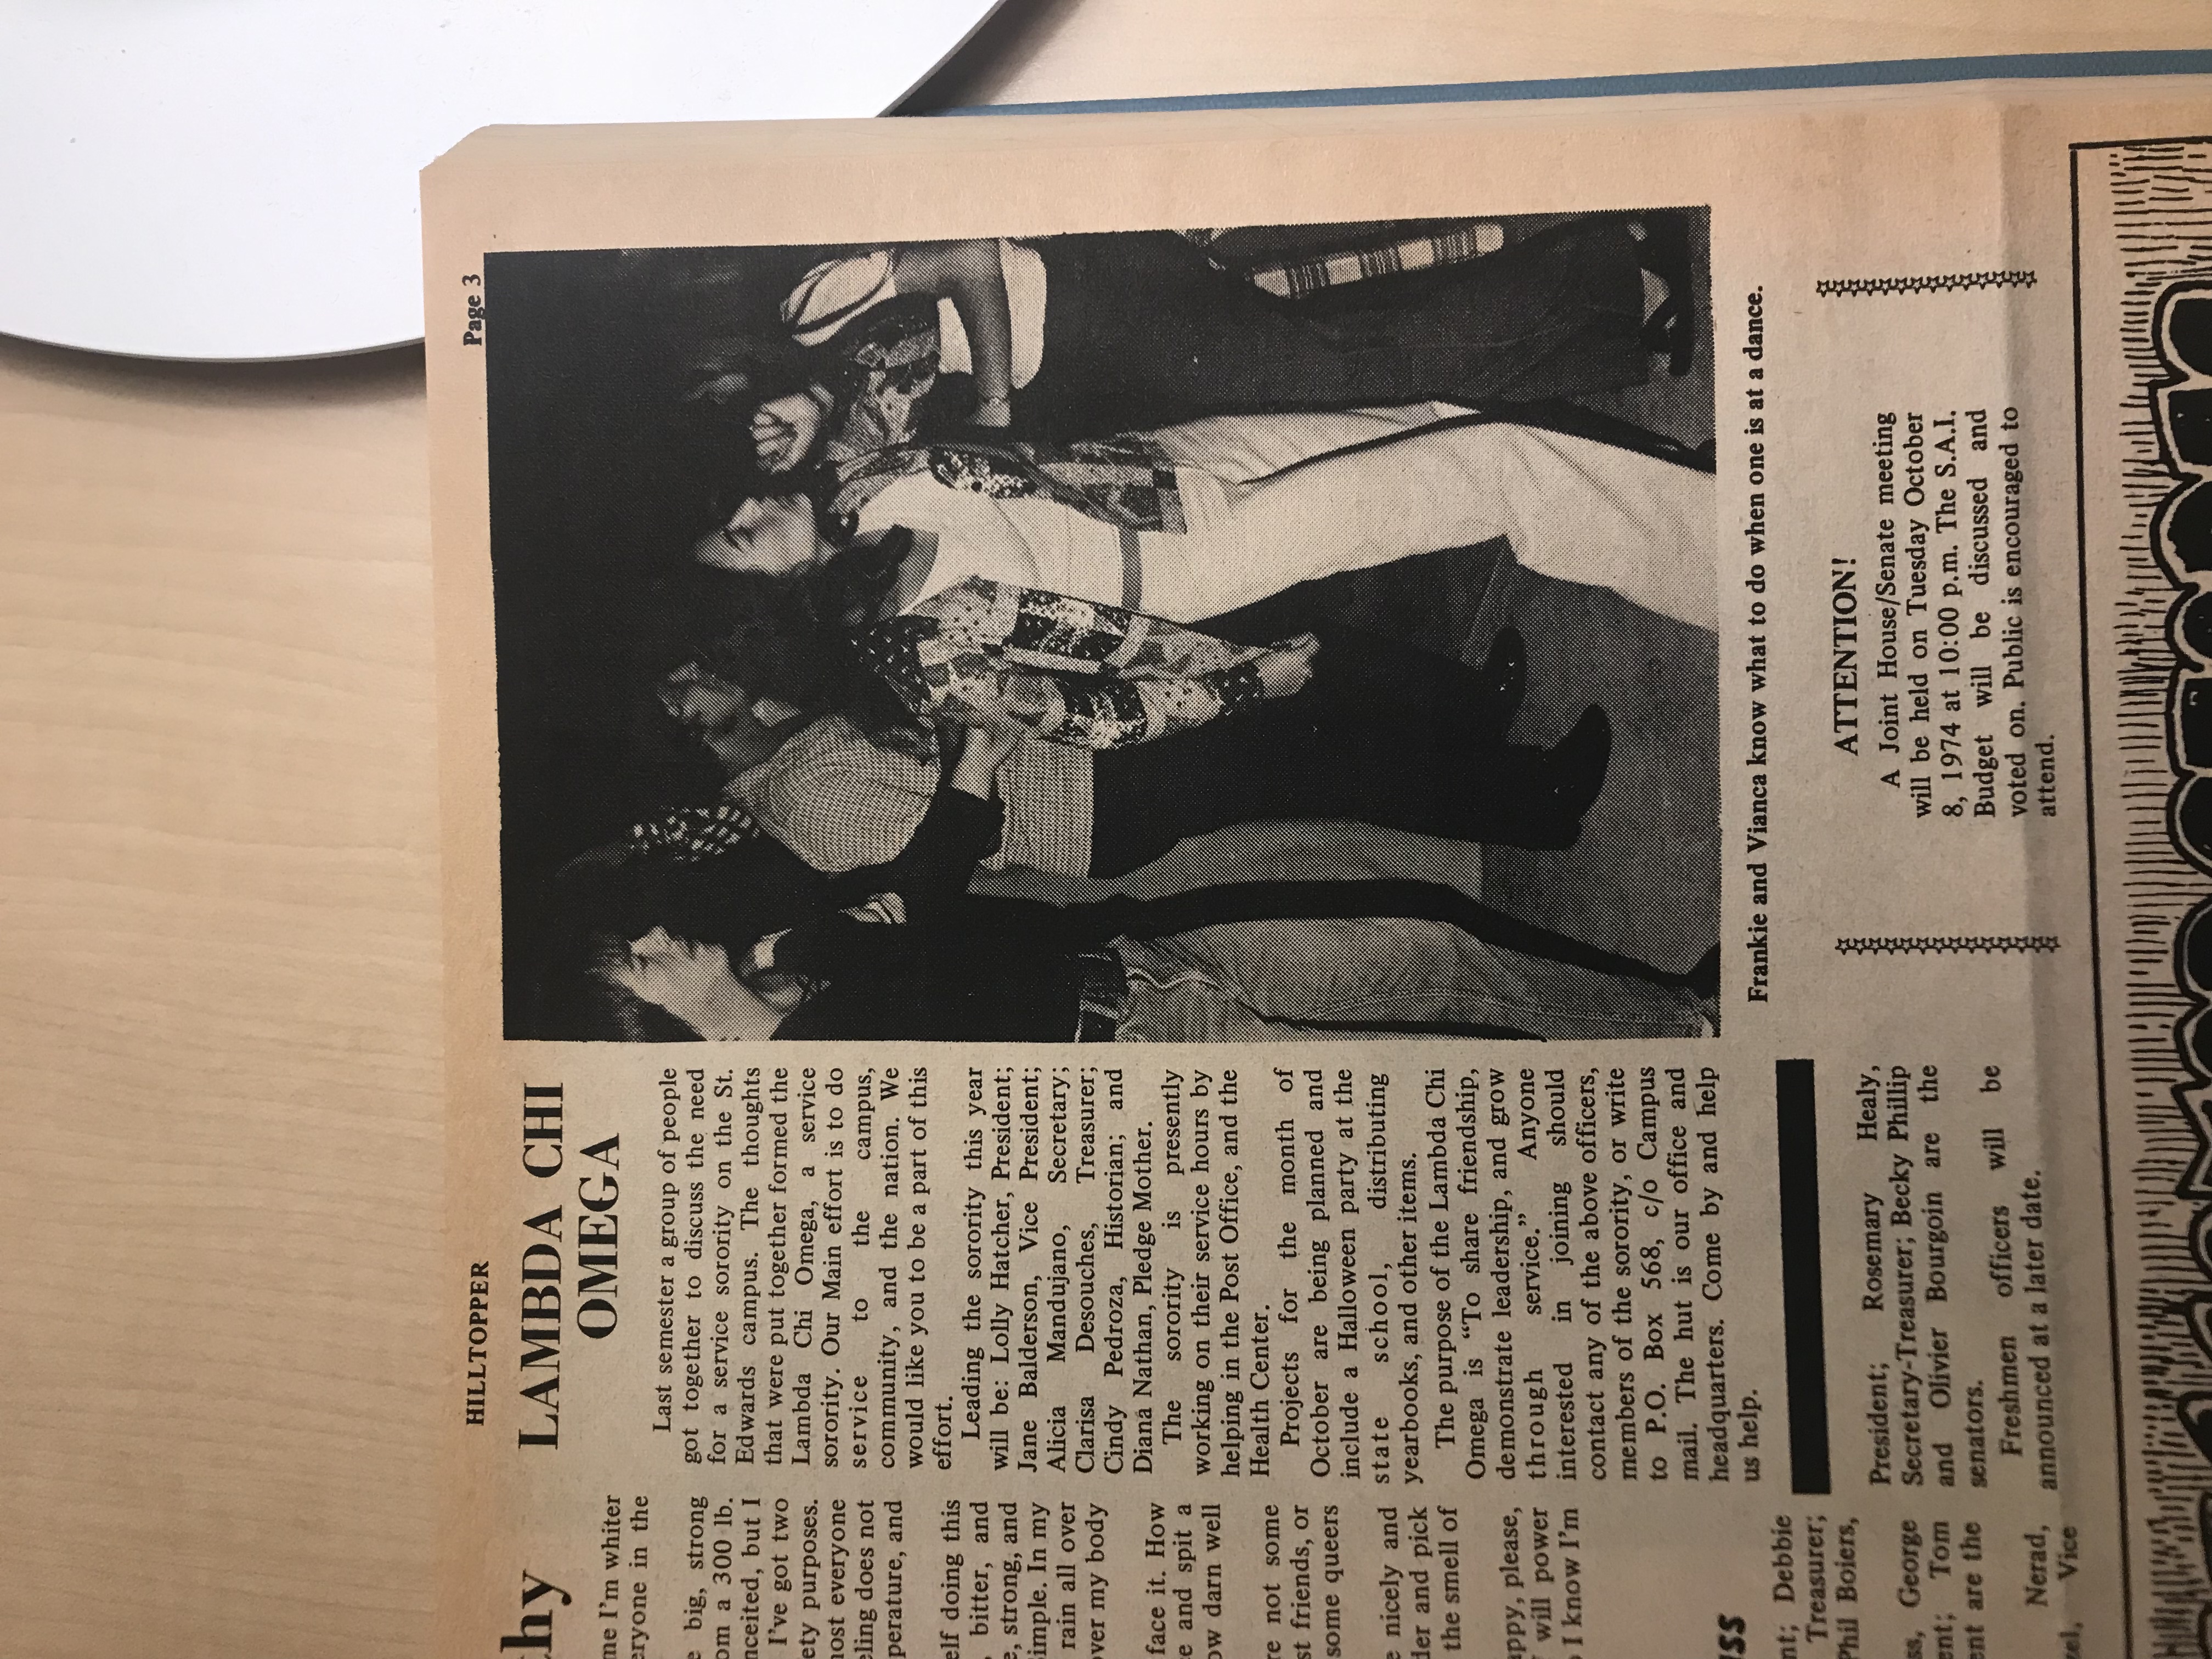 HILLTOPPER
Page 3
hy
me I'm whiter
eryone in the
e big, strong
om a 300 lb.
nceited, but I
I've got two
ety purposes.
most everyone
eling does not
perature, and
elf doing this
, bitter, and
e, strong, and
imple. In my
rain all over
over my body
face it. How
e and spit a
ow darn well
re not some
st friends, or
some queers
e nicely and
der and pick
the smell of
appy, please,
will power
I know I'm
LAMBDA CHI
OMEGA
Last semester a group of people
got together to discuss the need
for a service sorority on the St.
Edwards campus. The thoughts
that were put together formed the
Lambda Chi Omega, a service
sorority. Our Main effort is to do
service to the campus,
community, and the nation. We
would like you to be a part of this
effort.
Leading the sorority this year
will be: Lolly Hatcher, President;
Jane Balderson, Vice President;
Alicia Mandujano, Secretary;
Clarisa Desouches, Treasurer;
Cindy Pedroza, Historian; and
Diana Nathan, Pledge Mother.
The sorority is presently
working on their service hours by
helping in the Post Office, and the
Health Center.
Projects for the month of
October are being planned and
include a Halloween party at the
state school, distributing
yearbooks, and other items.
The purpose of the Lambda Chi
Omega is “To share friendship,
demonstrate leadership, and grow
through service.” Anyone
interested in joining should
contact any of the above officers,
members of the sorority, or write
to P.O. Box 568, c/o Campus
mail. The hut is our office and
headquarters. Come by and help
us help.
Frankie and Vianca know what to do when one is at a dance.
ATTENTION!
A Joint House/Senate meeting
will be held on Tuesday October
8, 1974 at 10:00 p.m. The S.A.I.
Budget will be discussed and
voted on. Public is encouraged to
attend.
nt; Debbie
Treasurer;
Phil Boiers,
ss, George
ent; Tom
ent are the
Nerad,
zel, Vice
President; Rosemary Healy,
Secretary-Treasurer; Becky Phillip
and Olivier Bourgoin are the
senators.
Freshmen officers will be
announced at a later date.